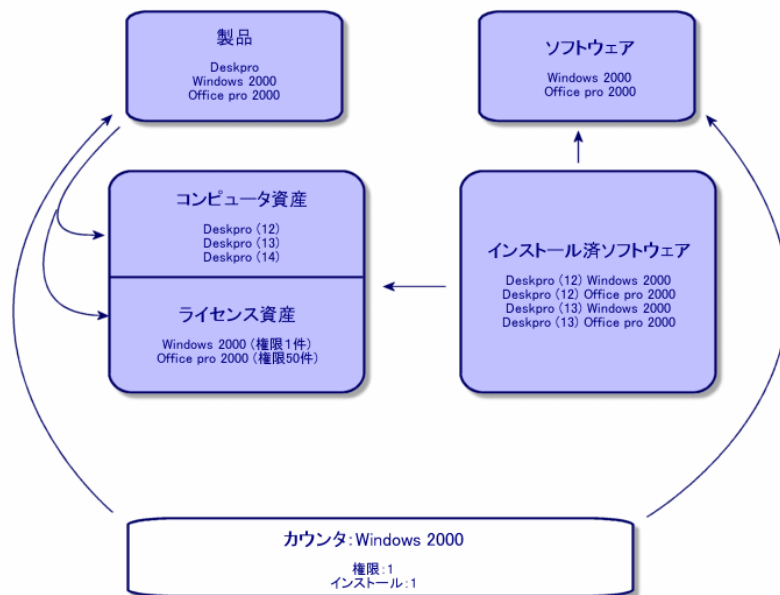 製品
Deskpro
Windows 2000
Office pro 2000
ソフトウェア
Windows 2000
Office pro 2000
コンピュータ資産
Deskpro (12)
Deskpro (13)
Deskpro (14)
ライセンス資産
Windows 2000 (権限1件)
Office pro 2000 (権限50件)
インストール済ソフトウェア
Deskpro (12) Windows 2000
Deskpro (12) Office pro 2000
Deskpro (13) Windows 2000
Deskpro (13) Office pro 2000
カウンタ:Windows 2000
権限:1
インストール:1